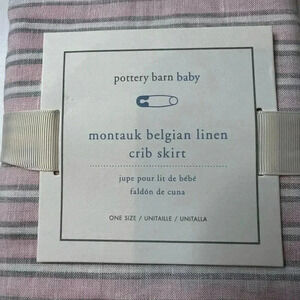 pottery barn baby
montauk belgian linen
crib skirt
jupe pour lit de bébé
faldón de cuna
ONE SIZE / UNITAILLE / UNITALLA